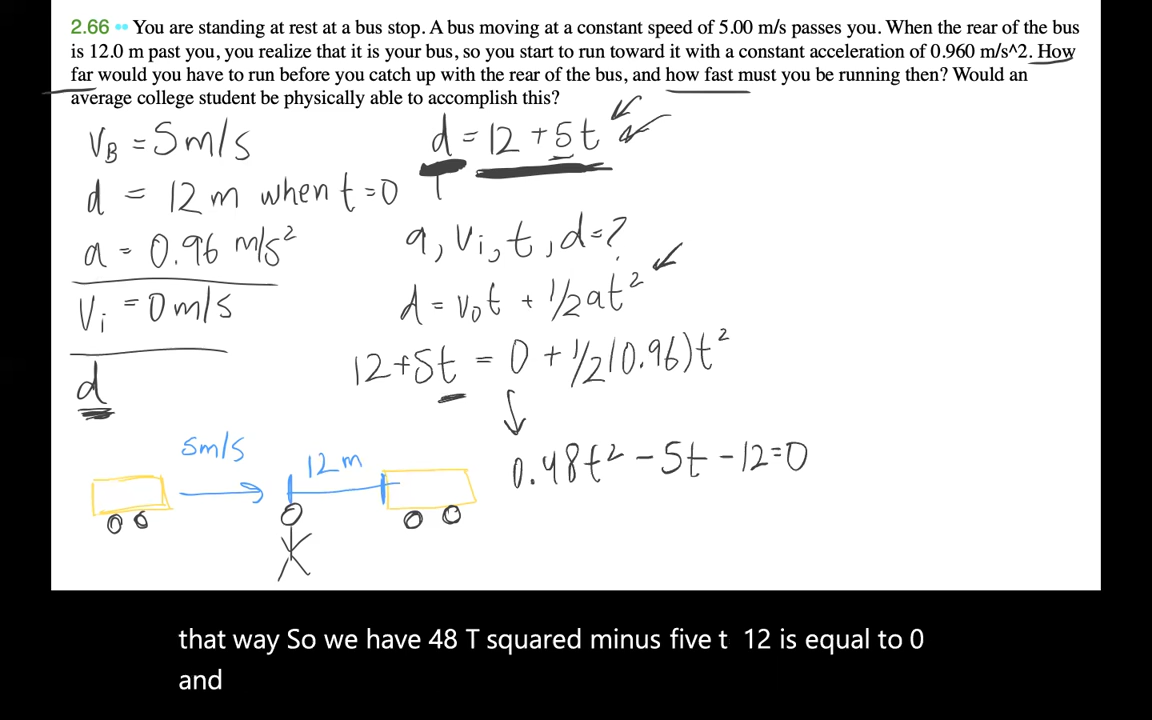 2.66 •• You are standing at rest at a bus stop. A bus moving at a constant speed of 5.00 m/s passes you. When the rear of the bus
is 12.0 m past you, you realize that it is your bus, so you start to run toward it with a constant acceleration of 0.960 m/s^2. How
far would you have to run before you catch up with the rear of the bus, and how fast must you be running then? Would an
average college student be physically able to accomplish this?
V_B = 5 m/s
d = 12 m when t = 0
a = 0.96 m/s²
V_i = 0 m/s
d
d = 12 + 5t
a, V_i, t, d = ?
d = V_0t + 1/2at²
12 + 5t = 0 + 1/2(0.96)t²
0.48t² - 5t - 12 = 0
5m/s
12 m
that way So we have 48 T squared minus five t 12 is equal to 0
and